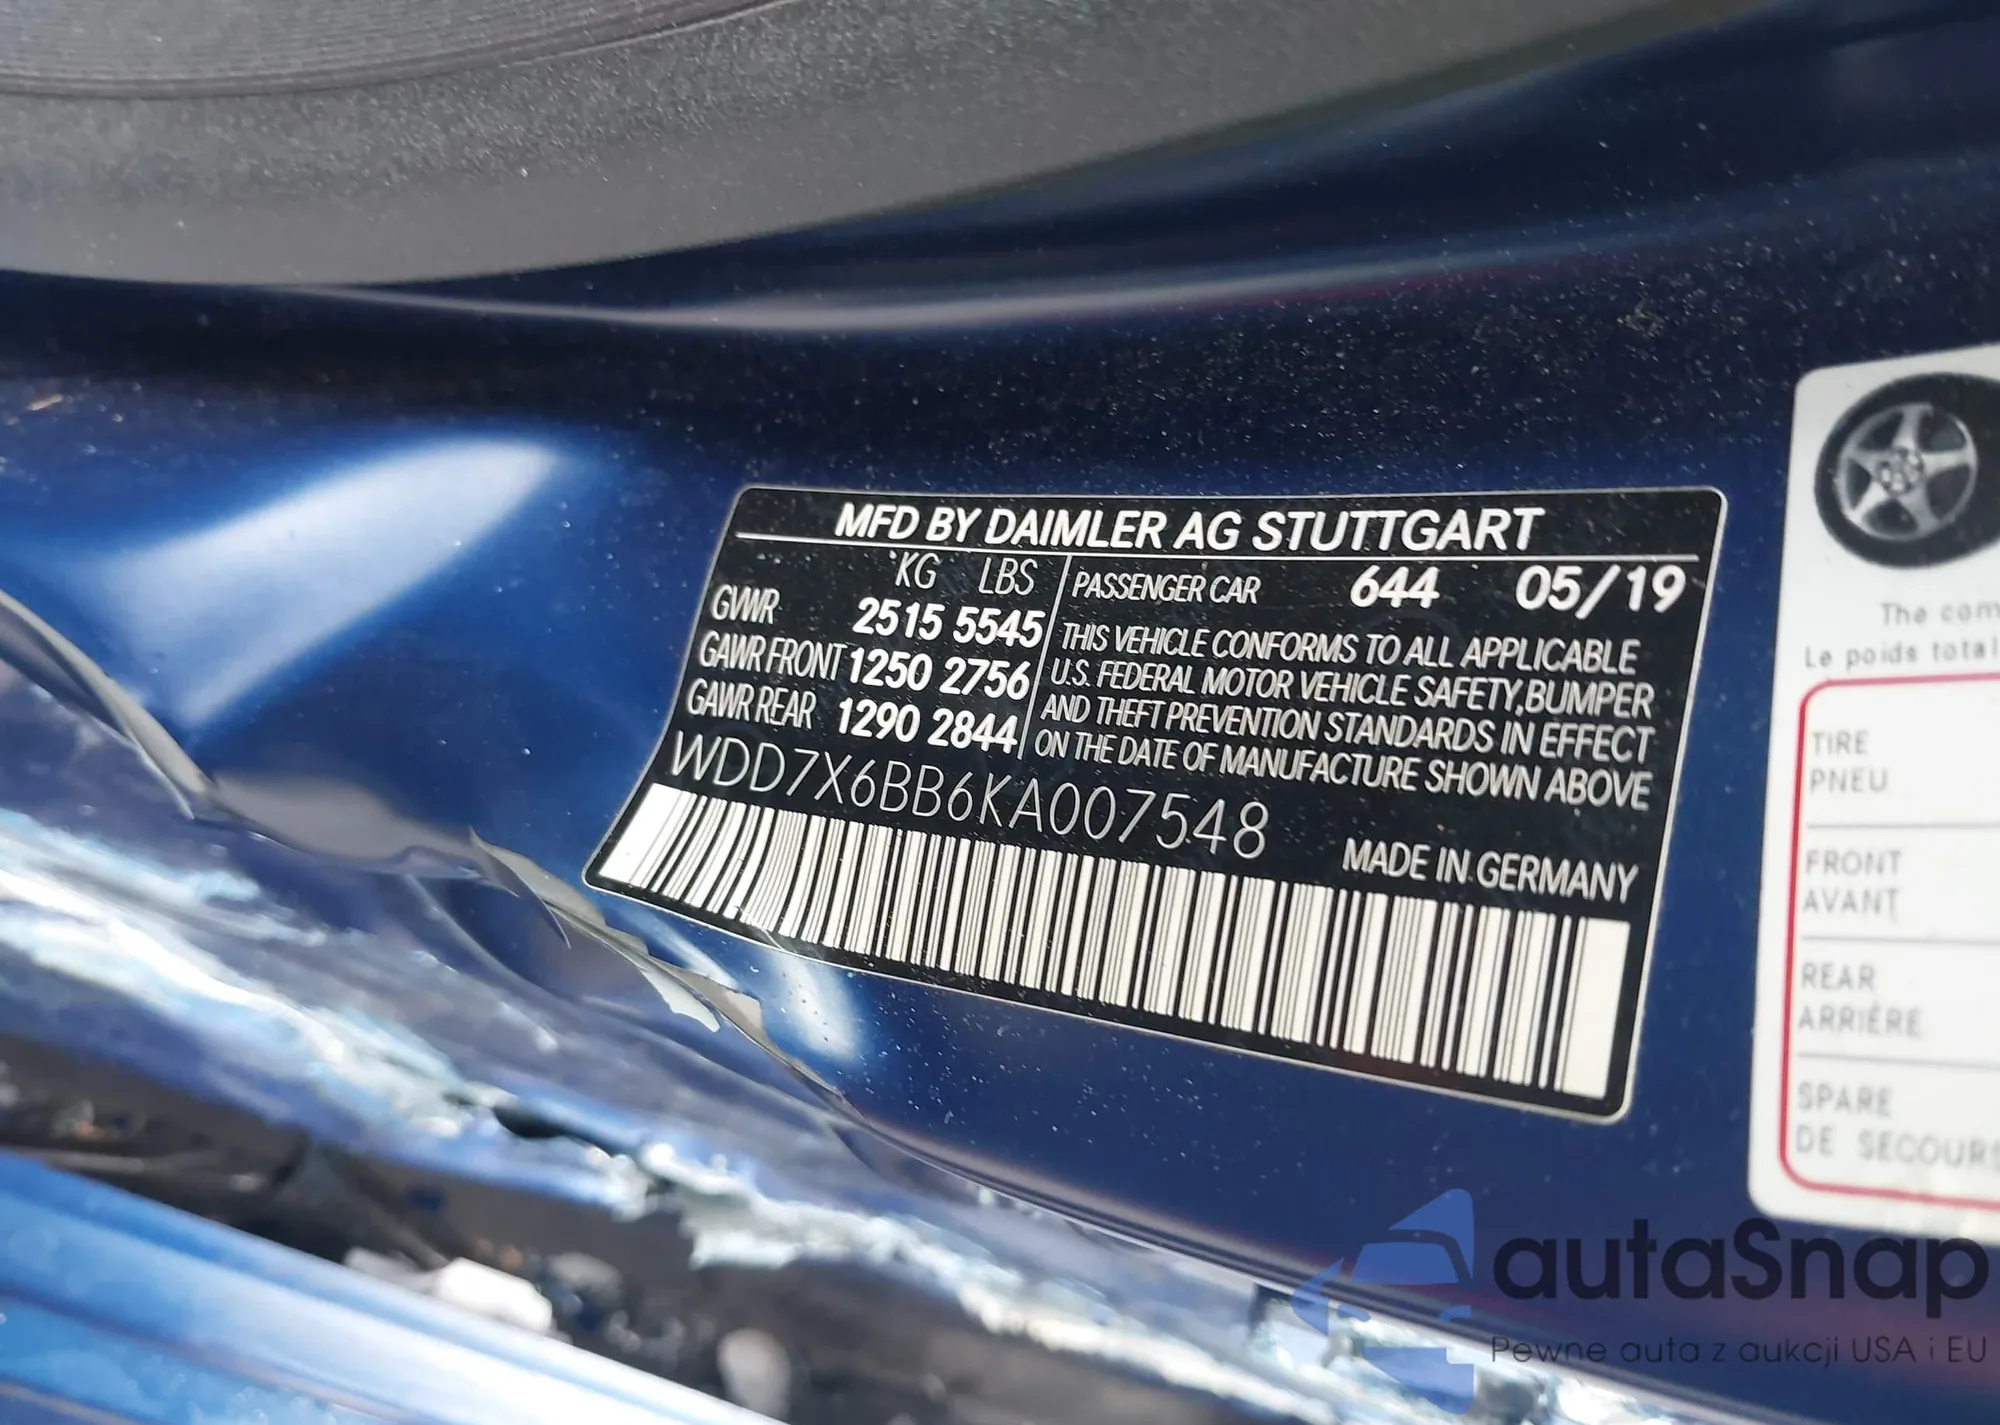 MFD BY DAIMLER AG STUTTGART
KG LBS
GVWR 2515 5545
GAWR FRONT 1250 2756
GAWR REAR 1290 2844
PASSENGER CAR 644 05/19
THIS VEHICLE CONFORMS TO ALL APPLICABLE
U.S. FEDERAL MOTOR VEHICLE SAFETY, BUMPER
AND THEFT PREVENTION STANDARDS IN EFFECT
ON THE DATE OF MANUFACTURE SHOWN ABOVE
WDD7X6BB6KA007548
MADE IN GERMANY
The com
Le poids total
TIRE
PNEU
FRONT
AVANT
REAR
ARRIÈRE
SPARE
DE SECOURS
autaSnap
Pewne auta z aukcji USA i EU